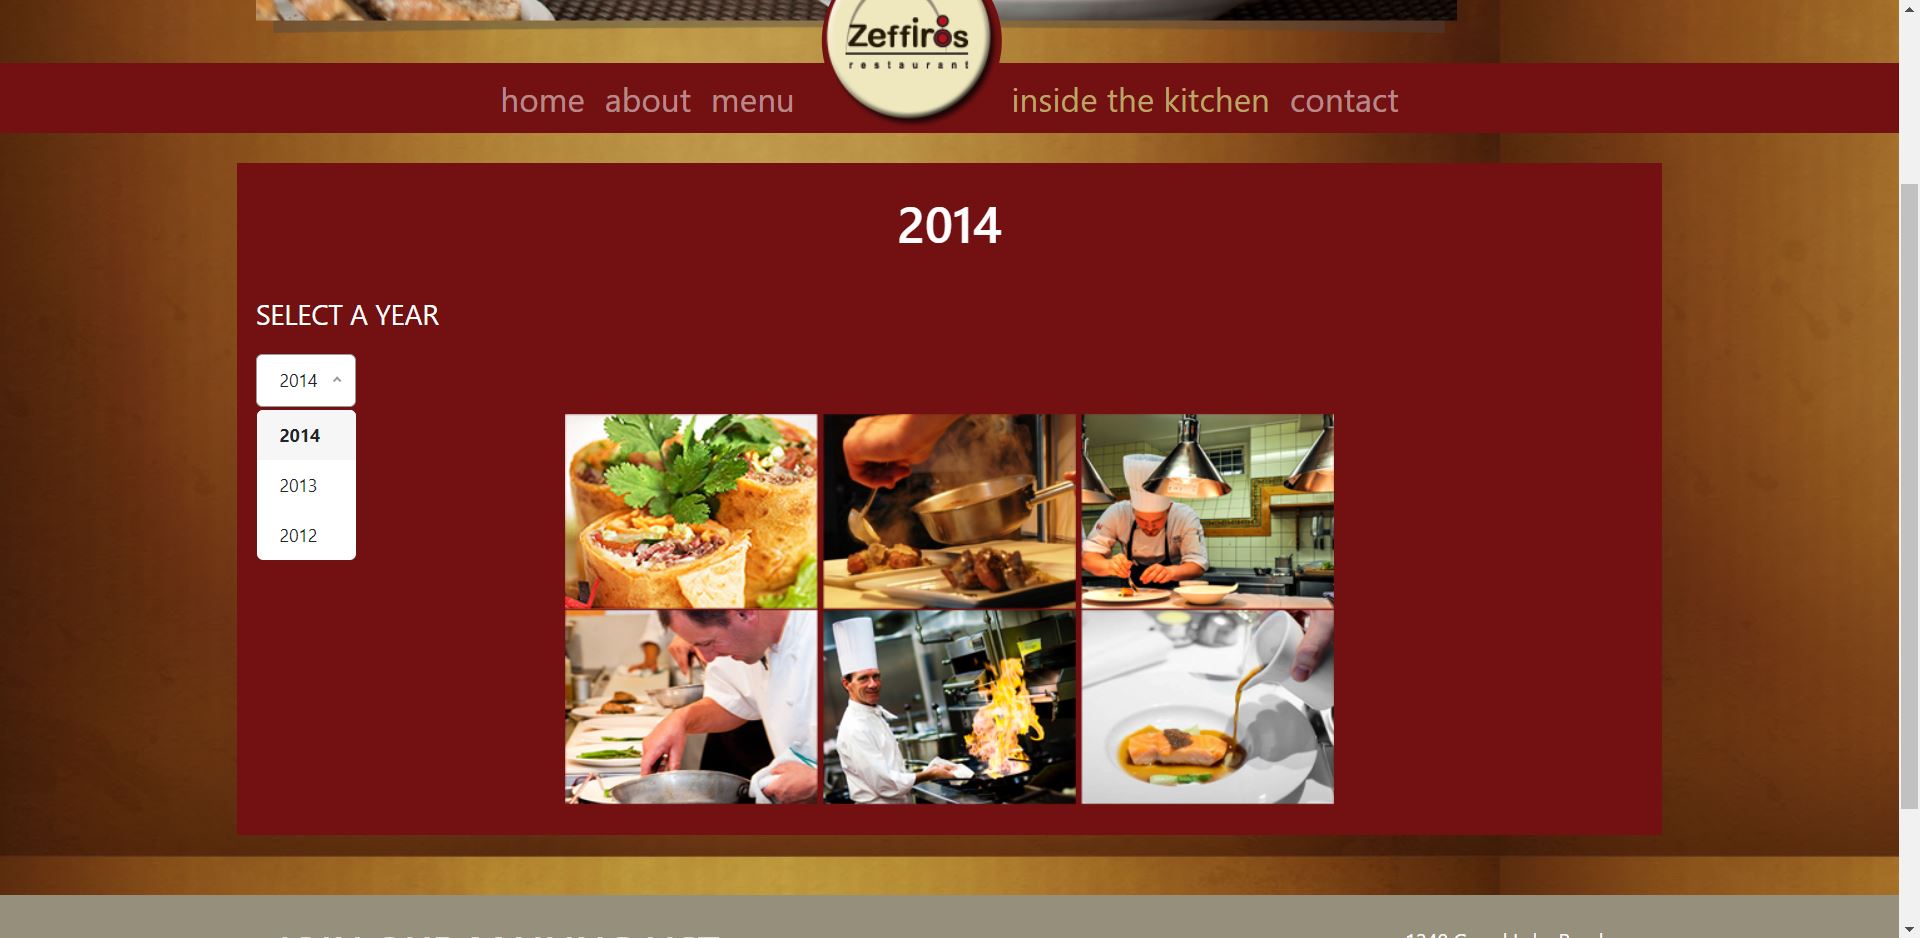 Zeffiros
restaurant
home about menu inside the kitchen contact
2014
SELECT A YEAR
2014
2014
2013
2012